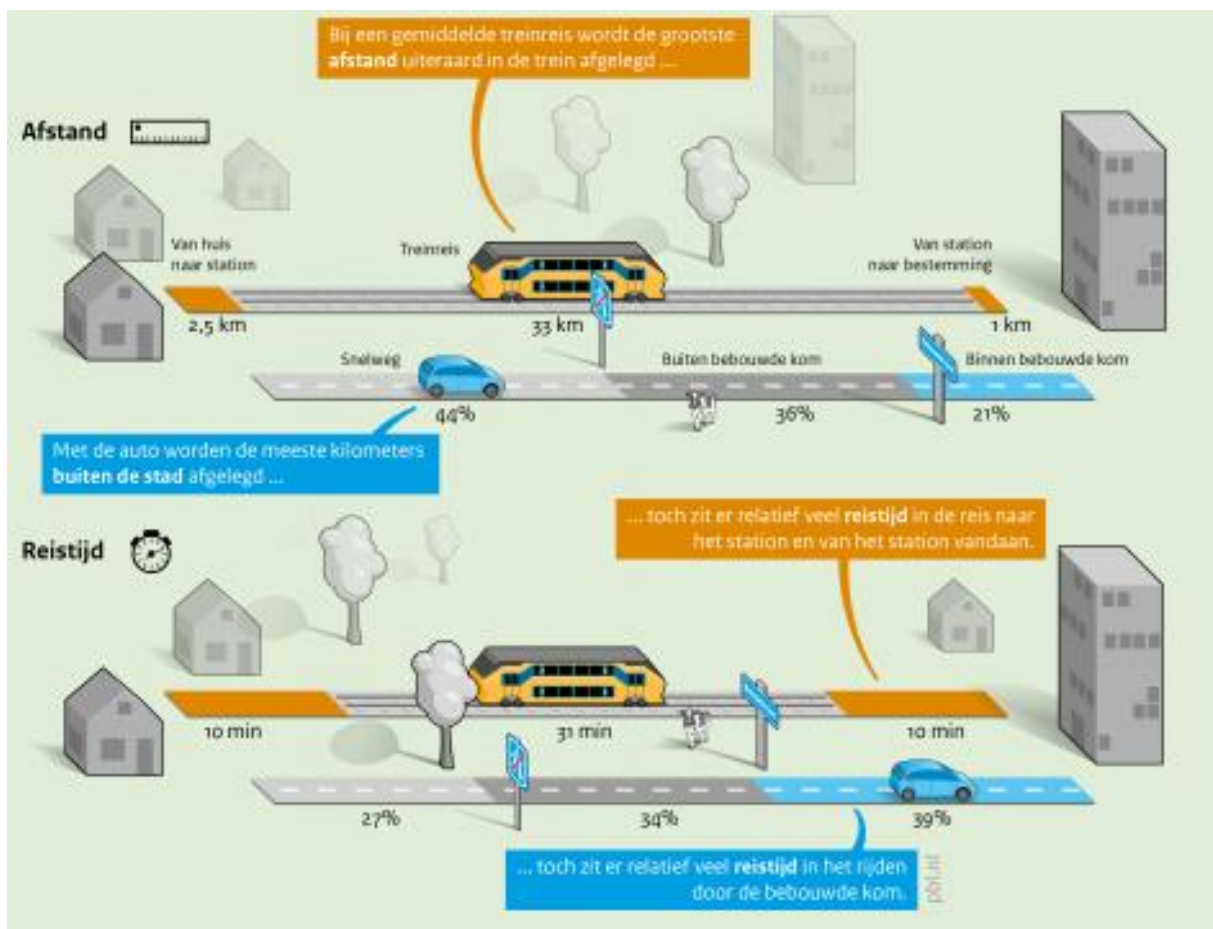 Bij een gemiddelde treinreis wordt de grootste
afstand uiteraard in de trein afgelegd ...
Afstand
Van huis
naar station
Treinreis
Van station
naar bestemming
2,5 km
33 km
1 km
Snelweg
Buiten bebouwde kom
Binnen bebouwde kom
44%
36%
21%
Met de auto worden de meeste kilometers
buiten de stad afgelegd ...
... toch zit er relatief veel reistijd in de reis naar
het station en van het station vandaan.
Reistijd
10 min
31 min
10 min
27%
34%
39%
... toch zit er relatief veel reistijd in het rijden
door de bebouwde kom.
pbl.nl